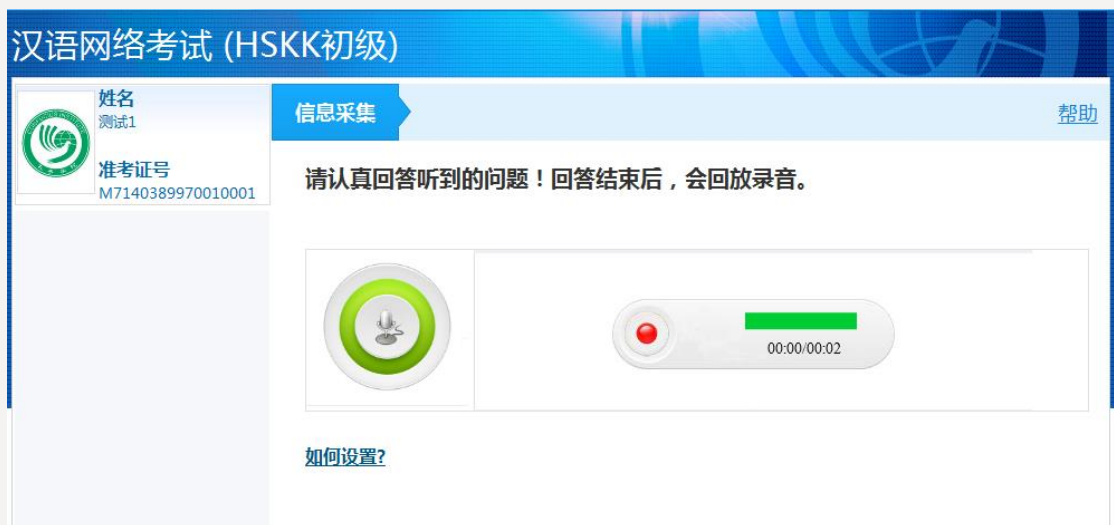 汉语网络考试 (HSKK初级)
姓名
测试1
准考证号
M7140389970010001
信息采集
帮助
请认真回答听到的问题！回答结束后，会回放录音。
00:00/00:02
如何设置?